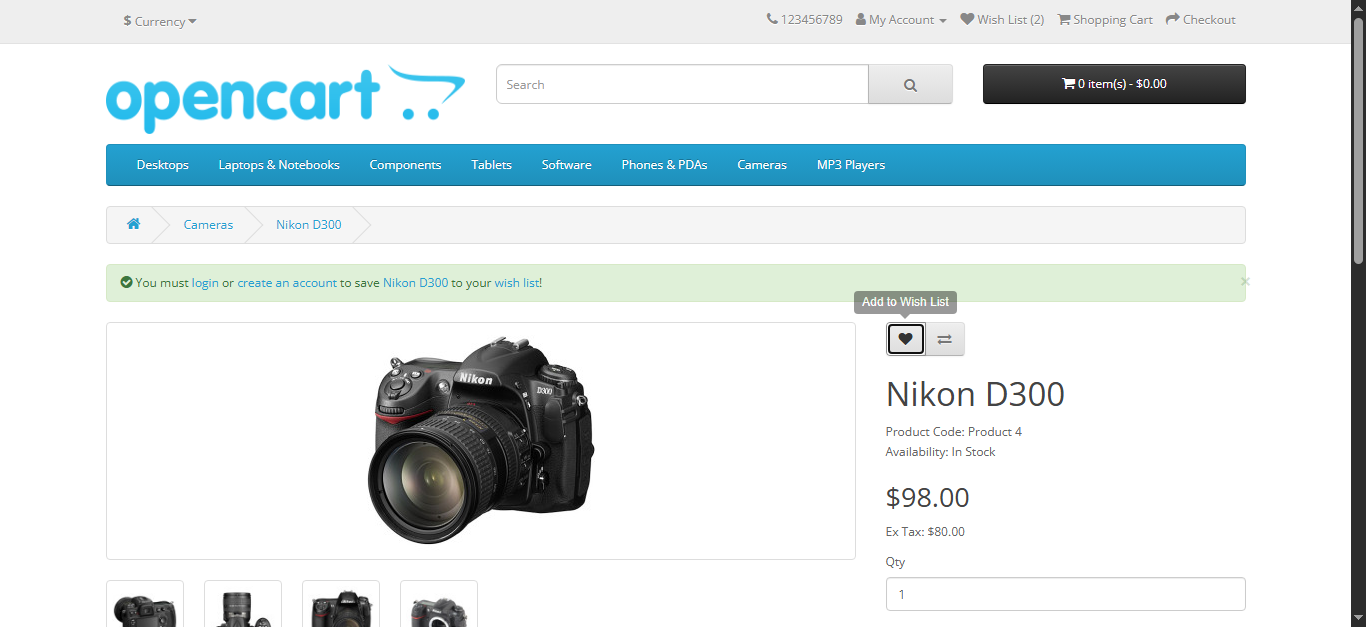 $ Currency
123456789 My Account Wish List (2) Shopping Cart Checkout
opencart
Search
0 item(s) - $0.00
Desktops Laptops & Notebooks Components Tablets Software Phones & PDAs Cameras MP3 Players
Cameras Nikon D300
You must login or create an account to save Nikon D300 to your wish list!
×
Add to Wish List
Nikon
D300
Nikon D300
Product Code: Product 4
Availability: In Stock
$98.00
Ex Tax: $80.00
Qty
1